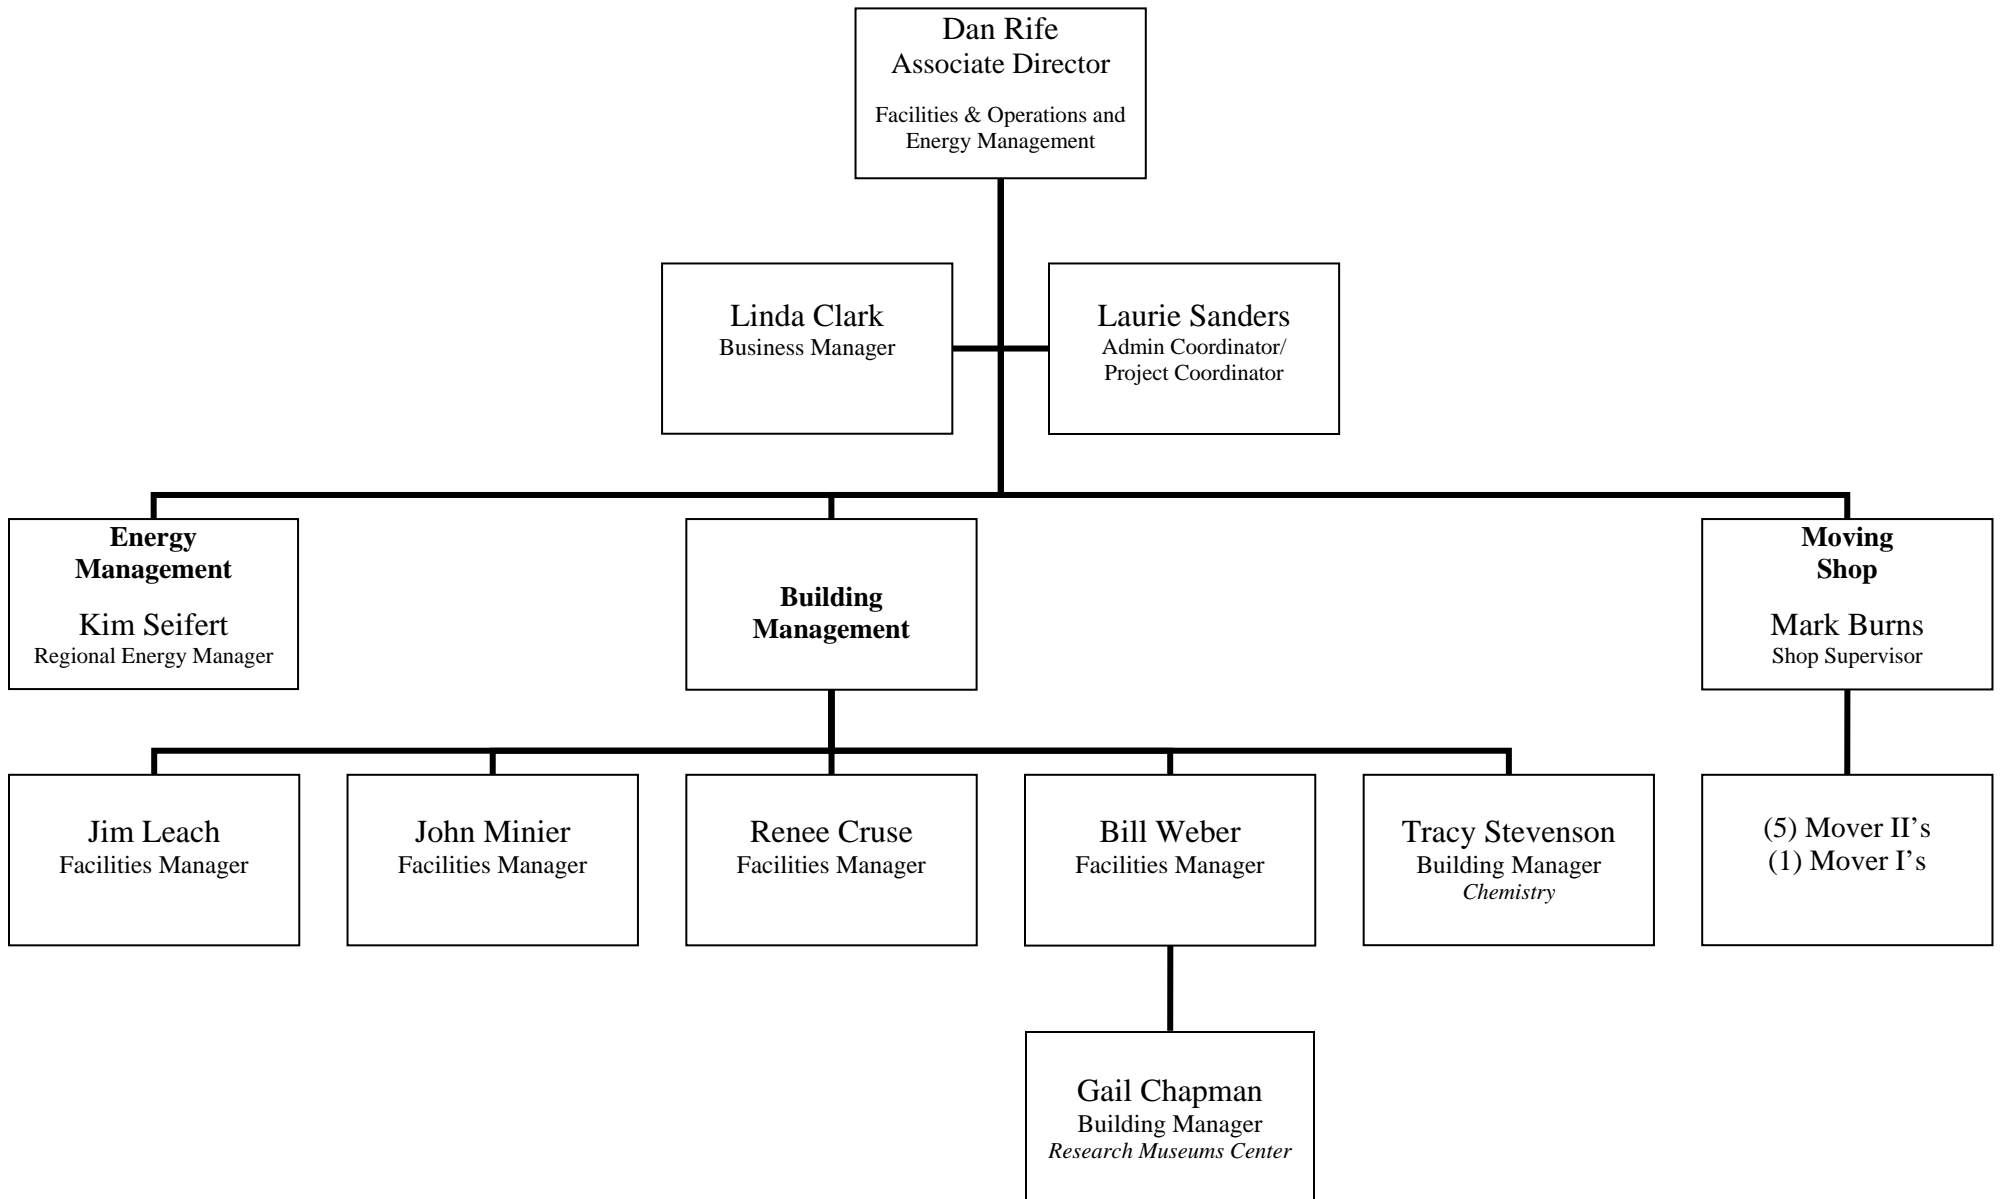 Dan Rife
Associate Director
Facilities & Operations and
Energy Management
Linda Clark
Business Manager
Laurie Sanders
Admin Coordinator/
Project Coordinator
Energy
Management
Kim Seifert
Regional Energy Manager
Building
Management
Moving
Shop
Mark Burns
Shop Supervisor
Jim Leach
Facilities Manager
John Minier
Facilities Manager
Renee Cruse
Facilities Manager
Bill Weber
Facilities Manager
Tracy Stevenson
Building Manager
Chemistry
(5) Mover II’s
(1) Mover I’s
Gail Chapman
Building Manager
Research Museums Center